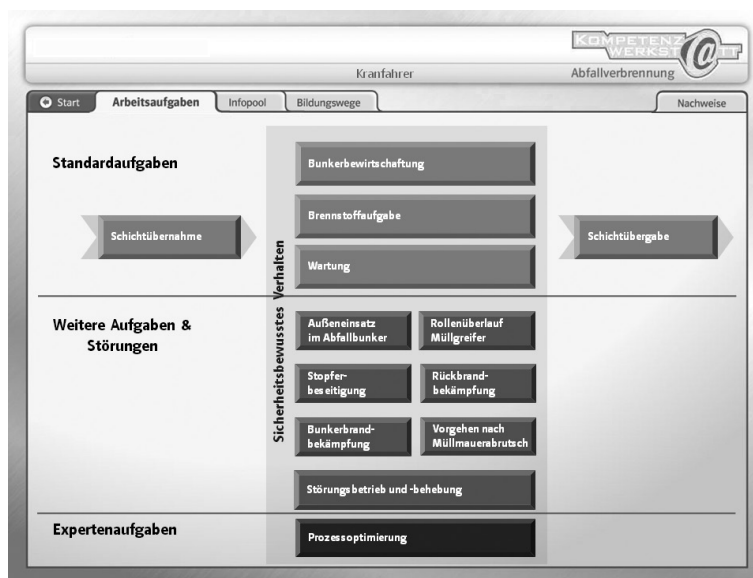 KOMPETENZ
WERKST@TT
Kranfahrer
Abfallverbrennung
Start
Arbeitsaufgaben
Infopool
Bildungswege
Nachweise
Standardaufgaben
Schichtübernahme
Sicherheitsbewusstes Verhalten
Bunkerbewirtschaftung
Brennstoffaufgabe
Wartung
Schichtübergabe
Weitere Aufgaben &
Störungen
Außeneinsatz
im Abfallbunker
Rollenüberlauf
Müllgreifer
Stopfer-
beseitigung
Rückbrand-
bekämpfung
Bunkerbrand-
bekämpfung
Vorgehen nach
Müllmauerabrutsch
Störungsbetrieb und -behebung
Expertenaufgaben
Prozessoptimierung